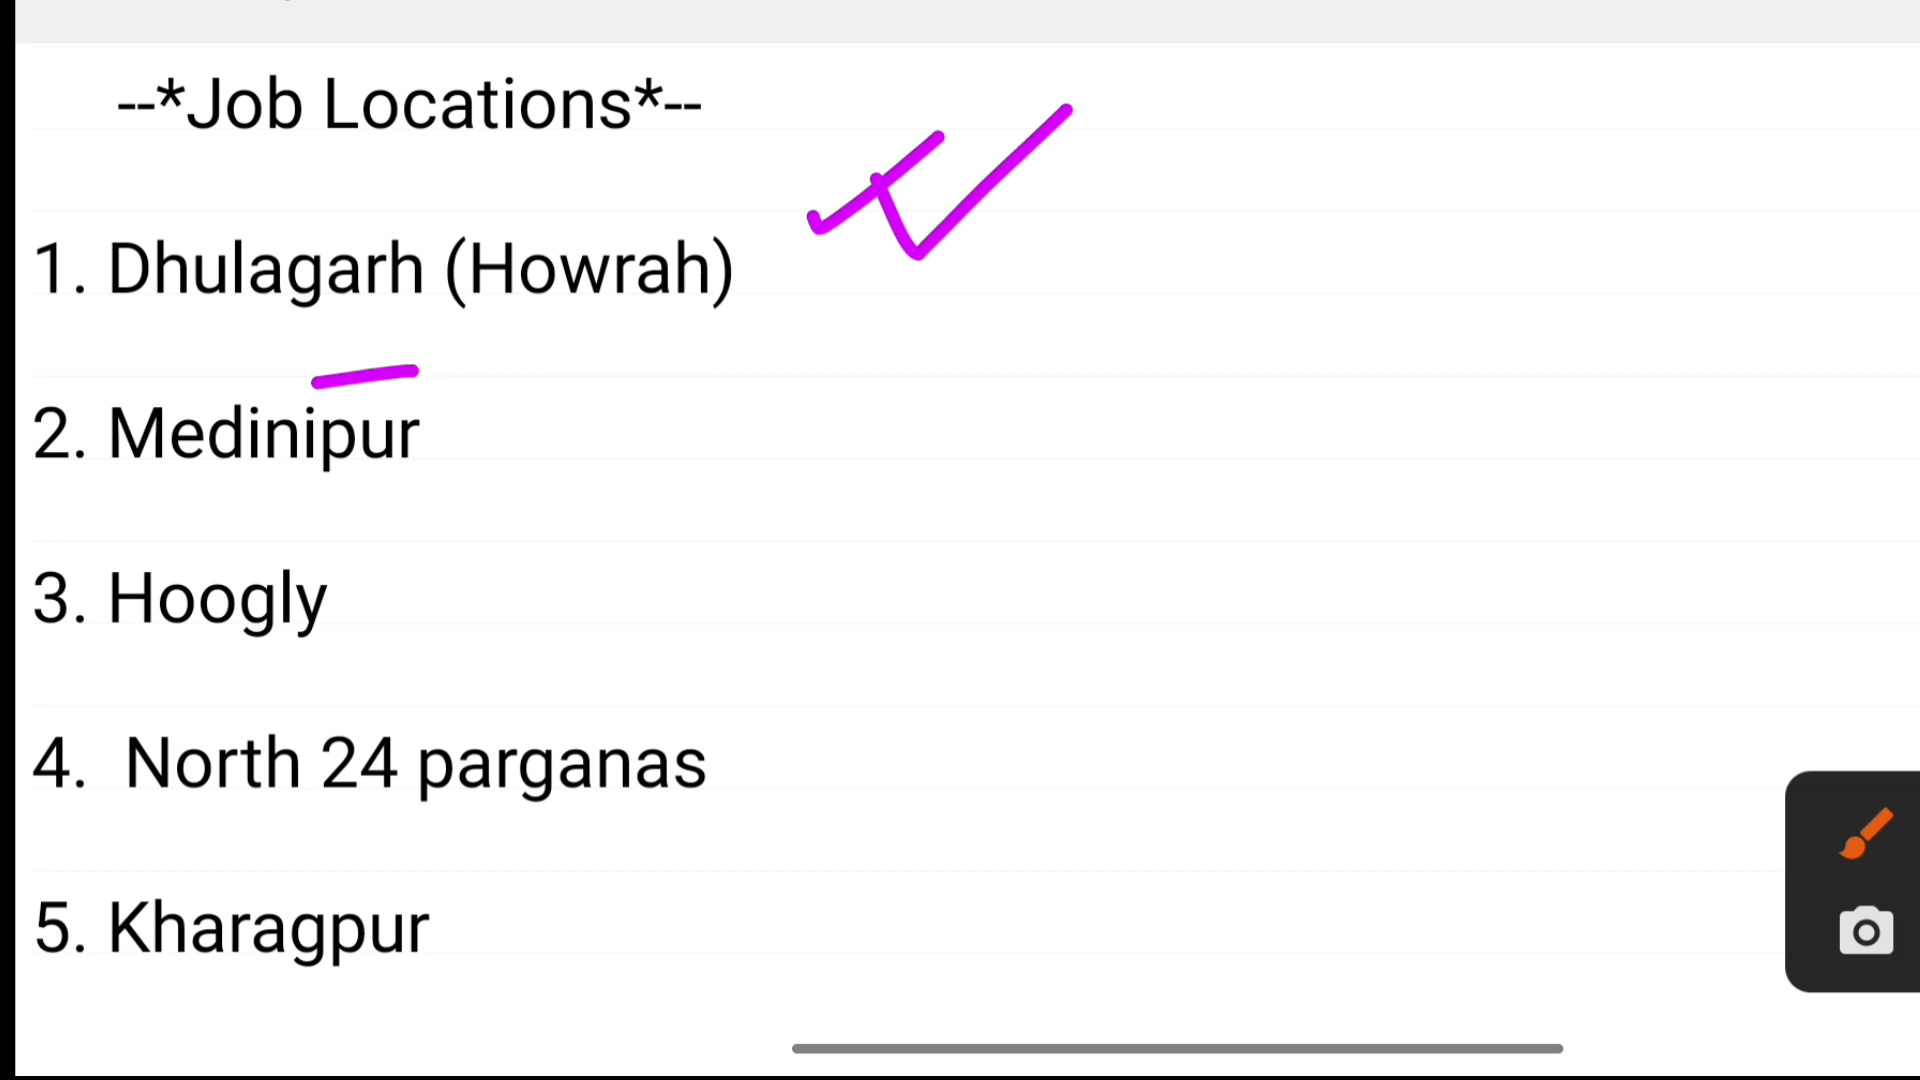 --*Job Locations*--
1. Dhulagarh (Howrah)
2. Medinipur
3. Hoogly
4.  North 24 parganas
5. Kharagpur